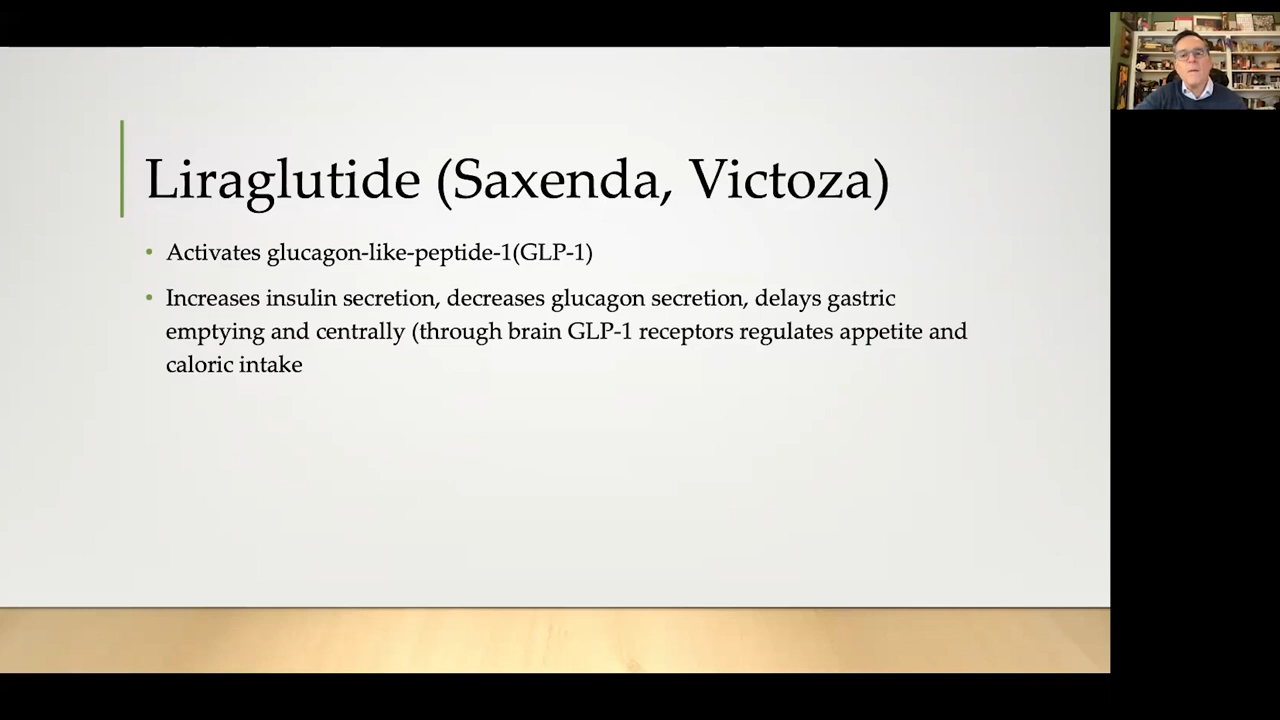 Liraglutide (Saxenda, Victoza)
• Activates glucagon-like-peptide-1(GLP-1)
• Increases insulin secretion, decreases glucagon secretion, delays gastric
emptying and centrally (through brain GLP-1 receptors regulates appetite and
caloric intake